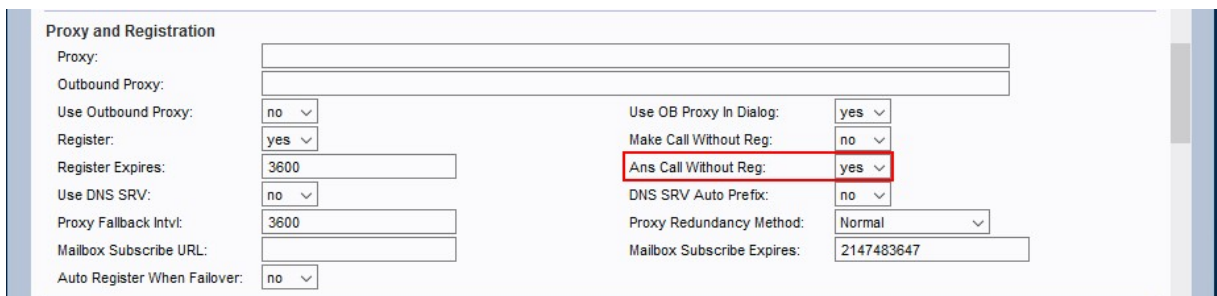 Proxy and Registration
Proxy:
Outbound Proxy:
Use Outbound Proxy: no Use OB Proxy In Dialog: yes
Register: yes Make Call Without Reg: no
Register Expires: 3600 Ans Call Without Reg: yes
Use DNS SRV: no DNS SRV Auto Prefix: no
Proxy Fallback Intvl: 3600 Proxy Redundancy Method: Normal
Mailbox Subscribe URL: Mailbox Subscribe Expires: 2147483647
Auto Register When Failover: no